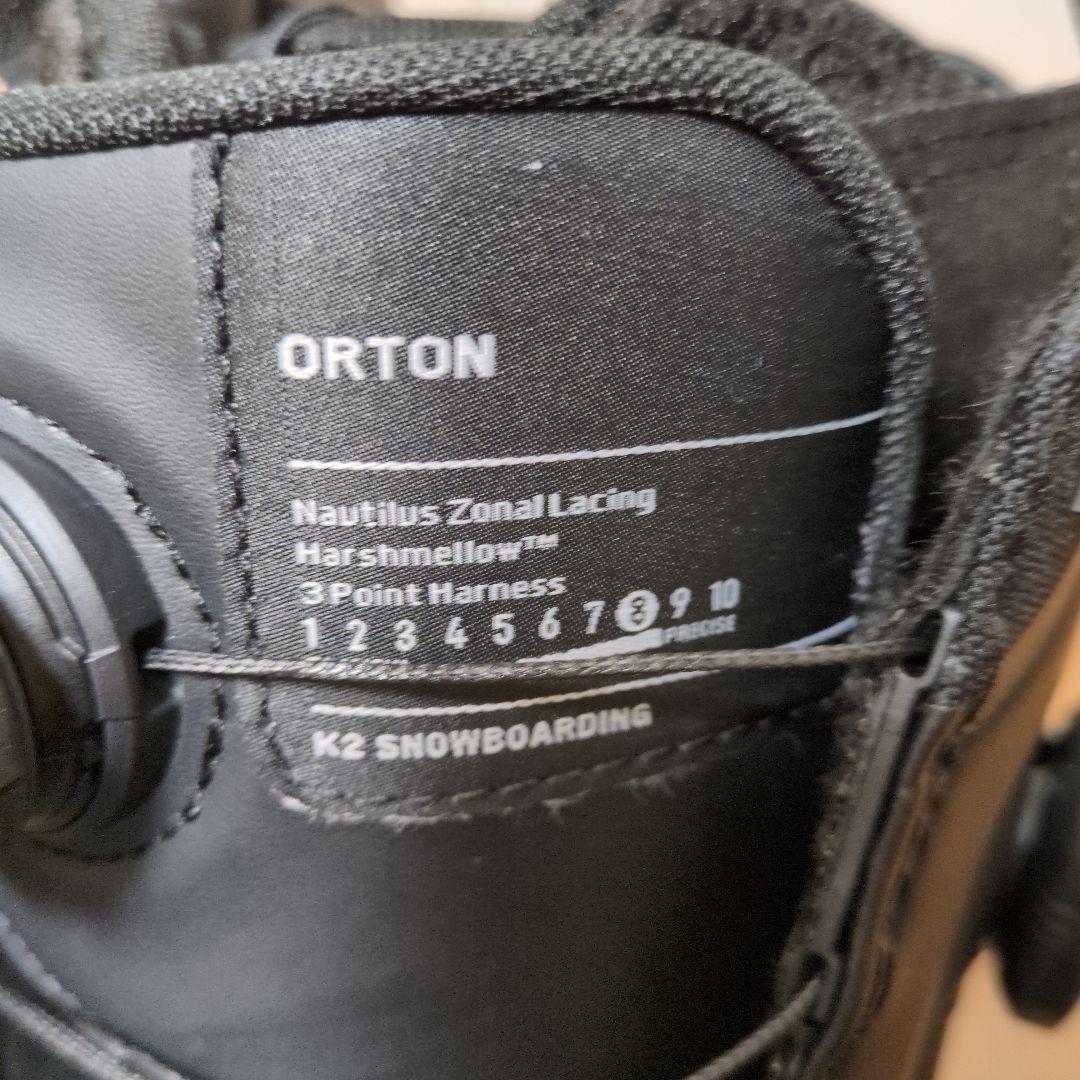 ORTON
Nautilus Zonal Lacing
Harshmellow™
3 Point Harness
1 2 3 4 5 6 7 8 9 10
PRECISE
K2 SNOWBOARDING